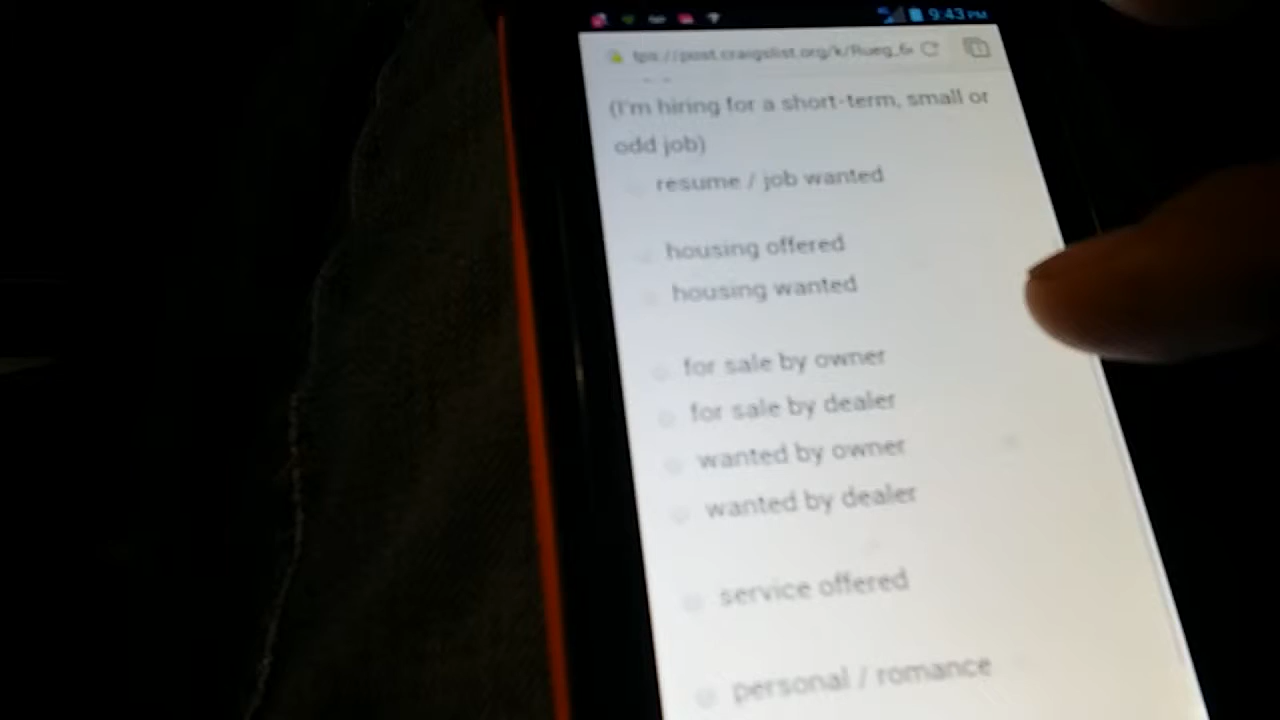 9:43 PM
tps://post.craigslist.org/k/Rueg_6
(I'm hiring for a short-term, small or
odd job)
resume / job wanted
housing offered
housing wanted
for sale by owner
for sale by dealer
wanted by owner
wanted by dealer
service offered
personal / romance